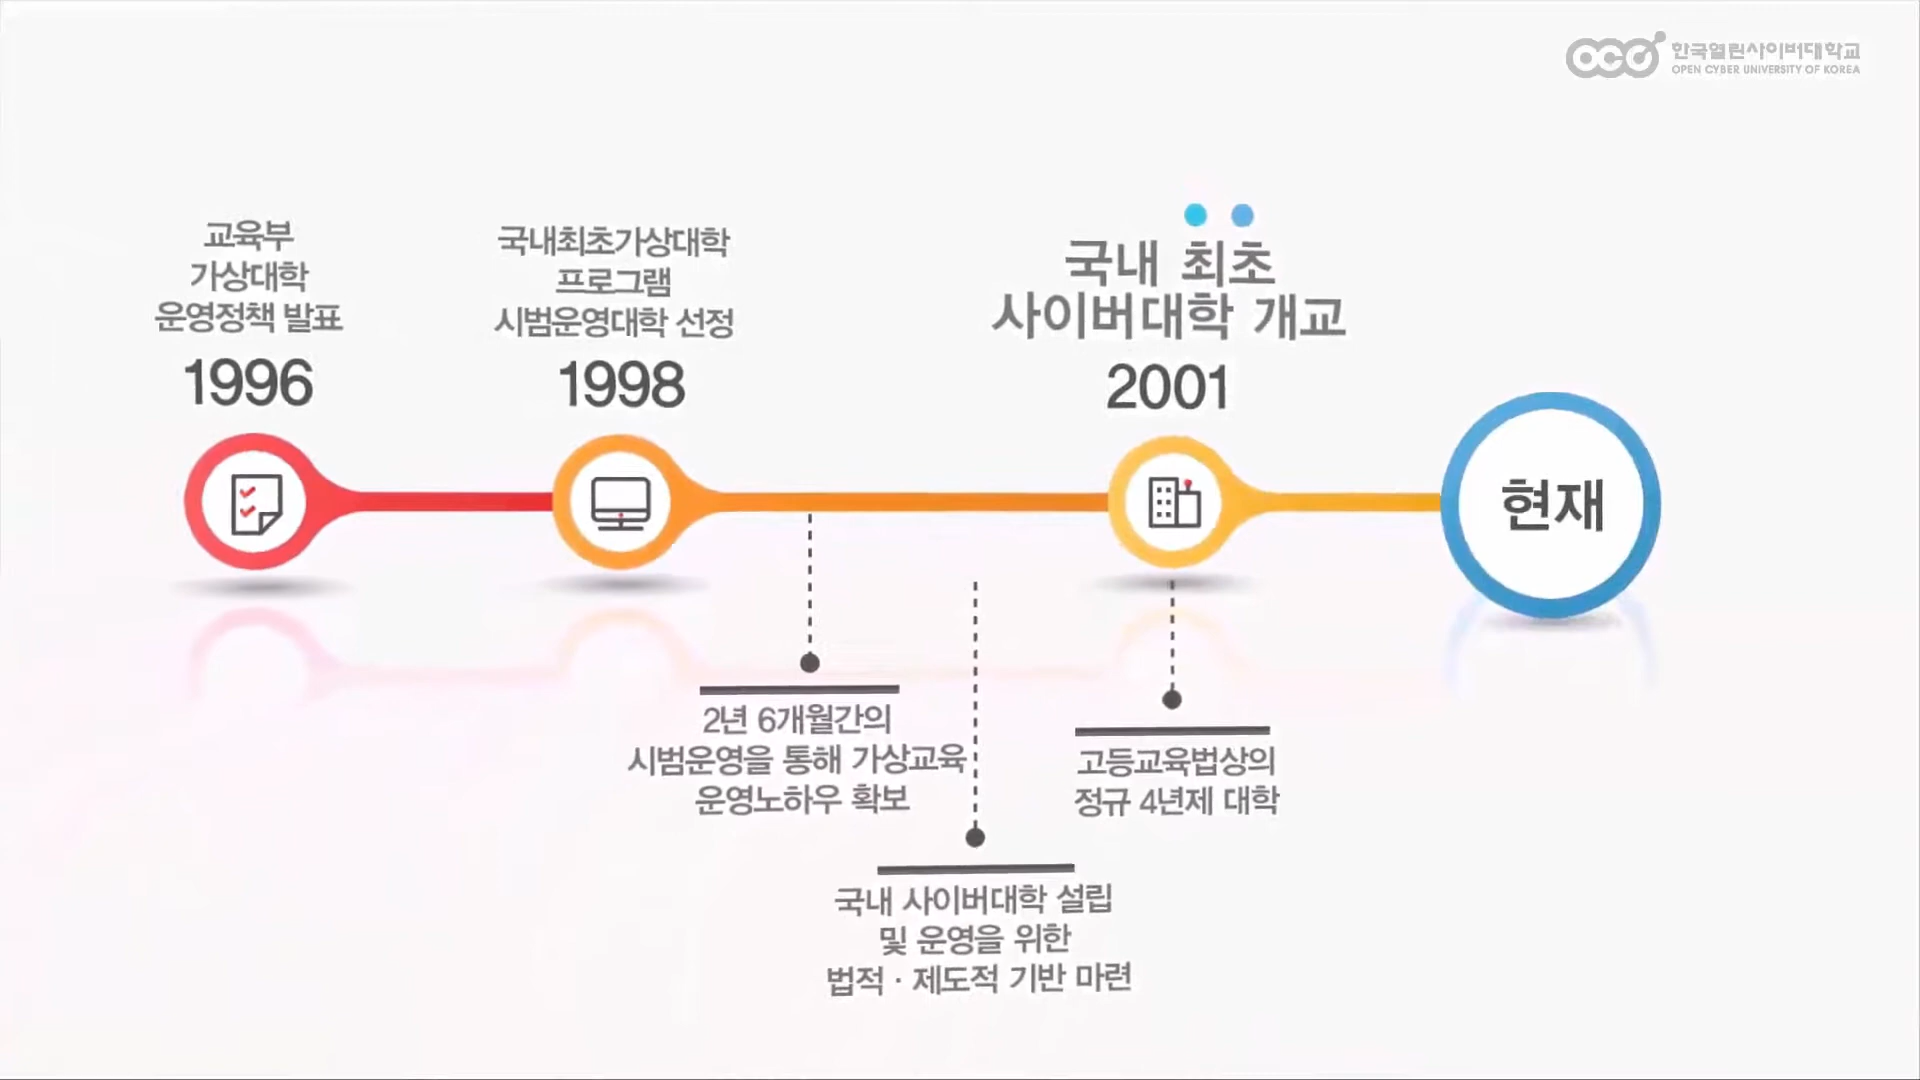 oco 한국열린사이버대학교
OPEN CYBER UNIVERSITY OF KOREA
교육부
가상대학
운영정책 발표
1996
국내최초가상대학
프로그램
시범운영대학 선정
1998
국내 최초
사이버대학 개교
2001
현재
2년 6개월간의
시범운영을 통해 가상교육
운영노하우 확보
국내 사이버대학 설립
및 운영을 위한
법적 · 제도적 기반 마련
고등교육법상의
정규 4년제 대학